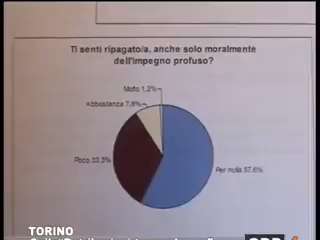 Ti senti ripagato/a, anche solo moralmente
dell'impegno profuso?
Molto 1,2%
Abbastanza 7,8%
Poco 33,3%
Per nulla 57,6%
TORINO